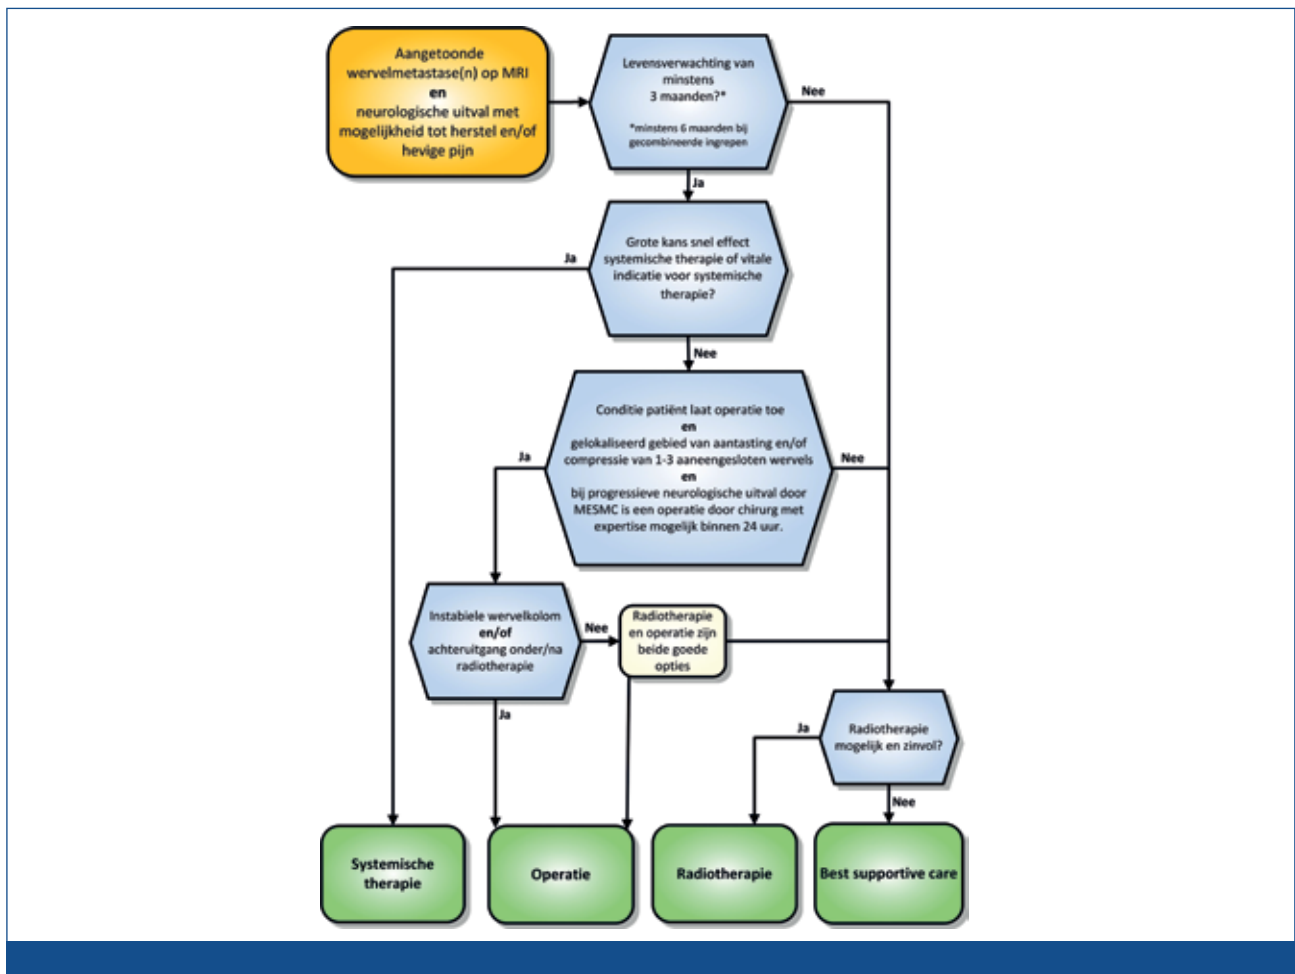 Aangetoonde
wervelmetastase(n) op MRI
en
neurologische uitval met
mogelijkheid tot herstel en/of
hevige pijn
Levensverwachting van
minstens
3 maanden?*
*minstens 6 maanden bij
gecombineerde ingrepen
Nee
Ja
Grote kans snel effect
systemische therapie of vitale
indicatie voor systemische
therapie?
Ja
Nee
Conditie patiënt laat operatie toe
en
gelokaliseerd gebied van aantasting en/of
compressie van 1-3 aaneengesloten wervels
en
bij progressieve neurologische uitval door
MESMC is een operatie door chirurg met
expertise mogelijk binnen 24 uur.
Ja
Nee
Instabiele wervelkolom
en/of
achteruitgang onder/na
radiotherapie
Nee
Radiotherapie
en operatie zijn
beide goede
opties
Ja
Radiotherapie
mogelijk en zinvol?
Ja
Nee
Systemische
therapie
Operatie
Radiotherapie
Best supportive care